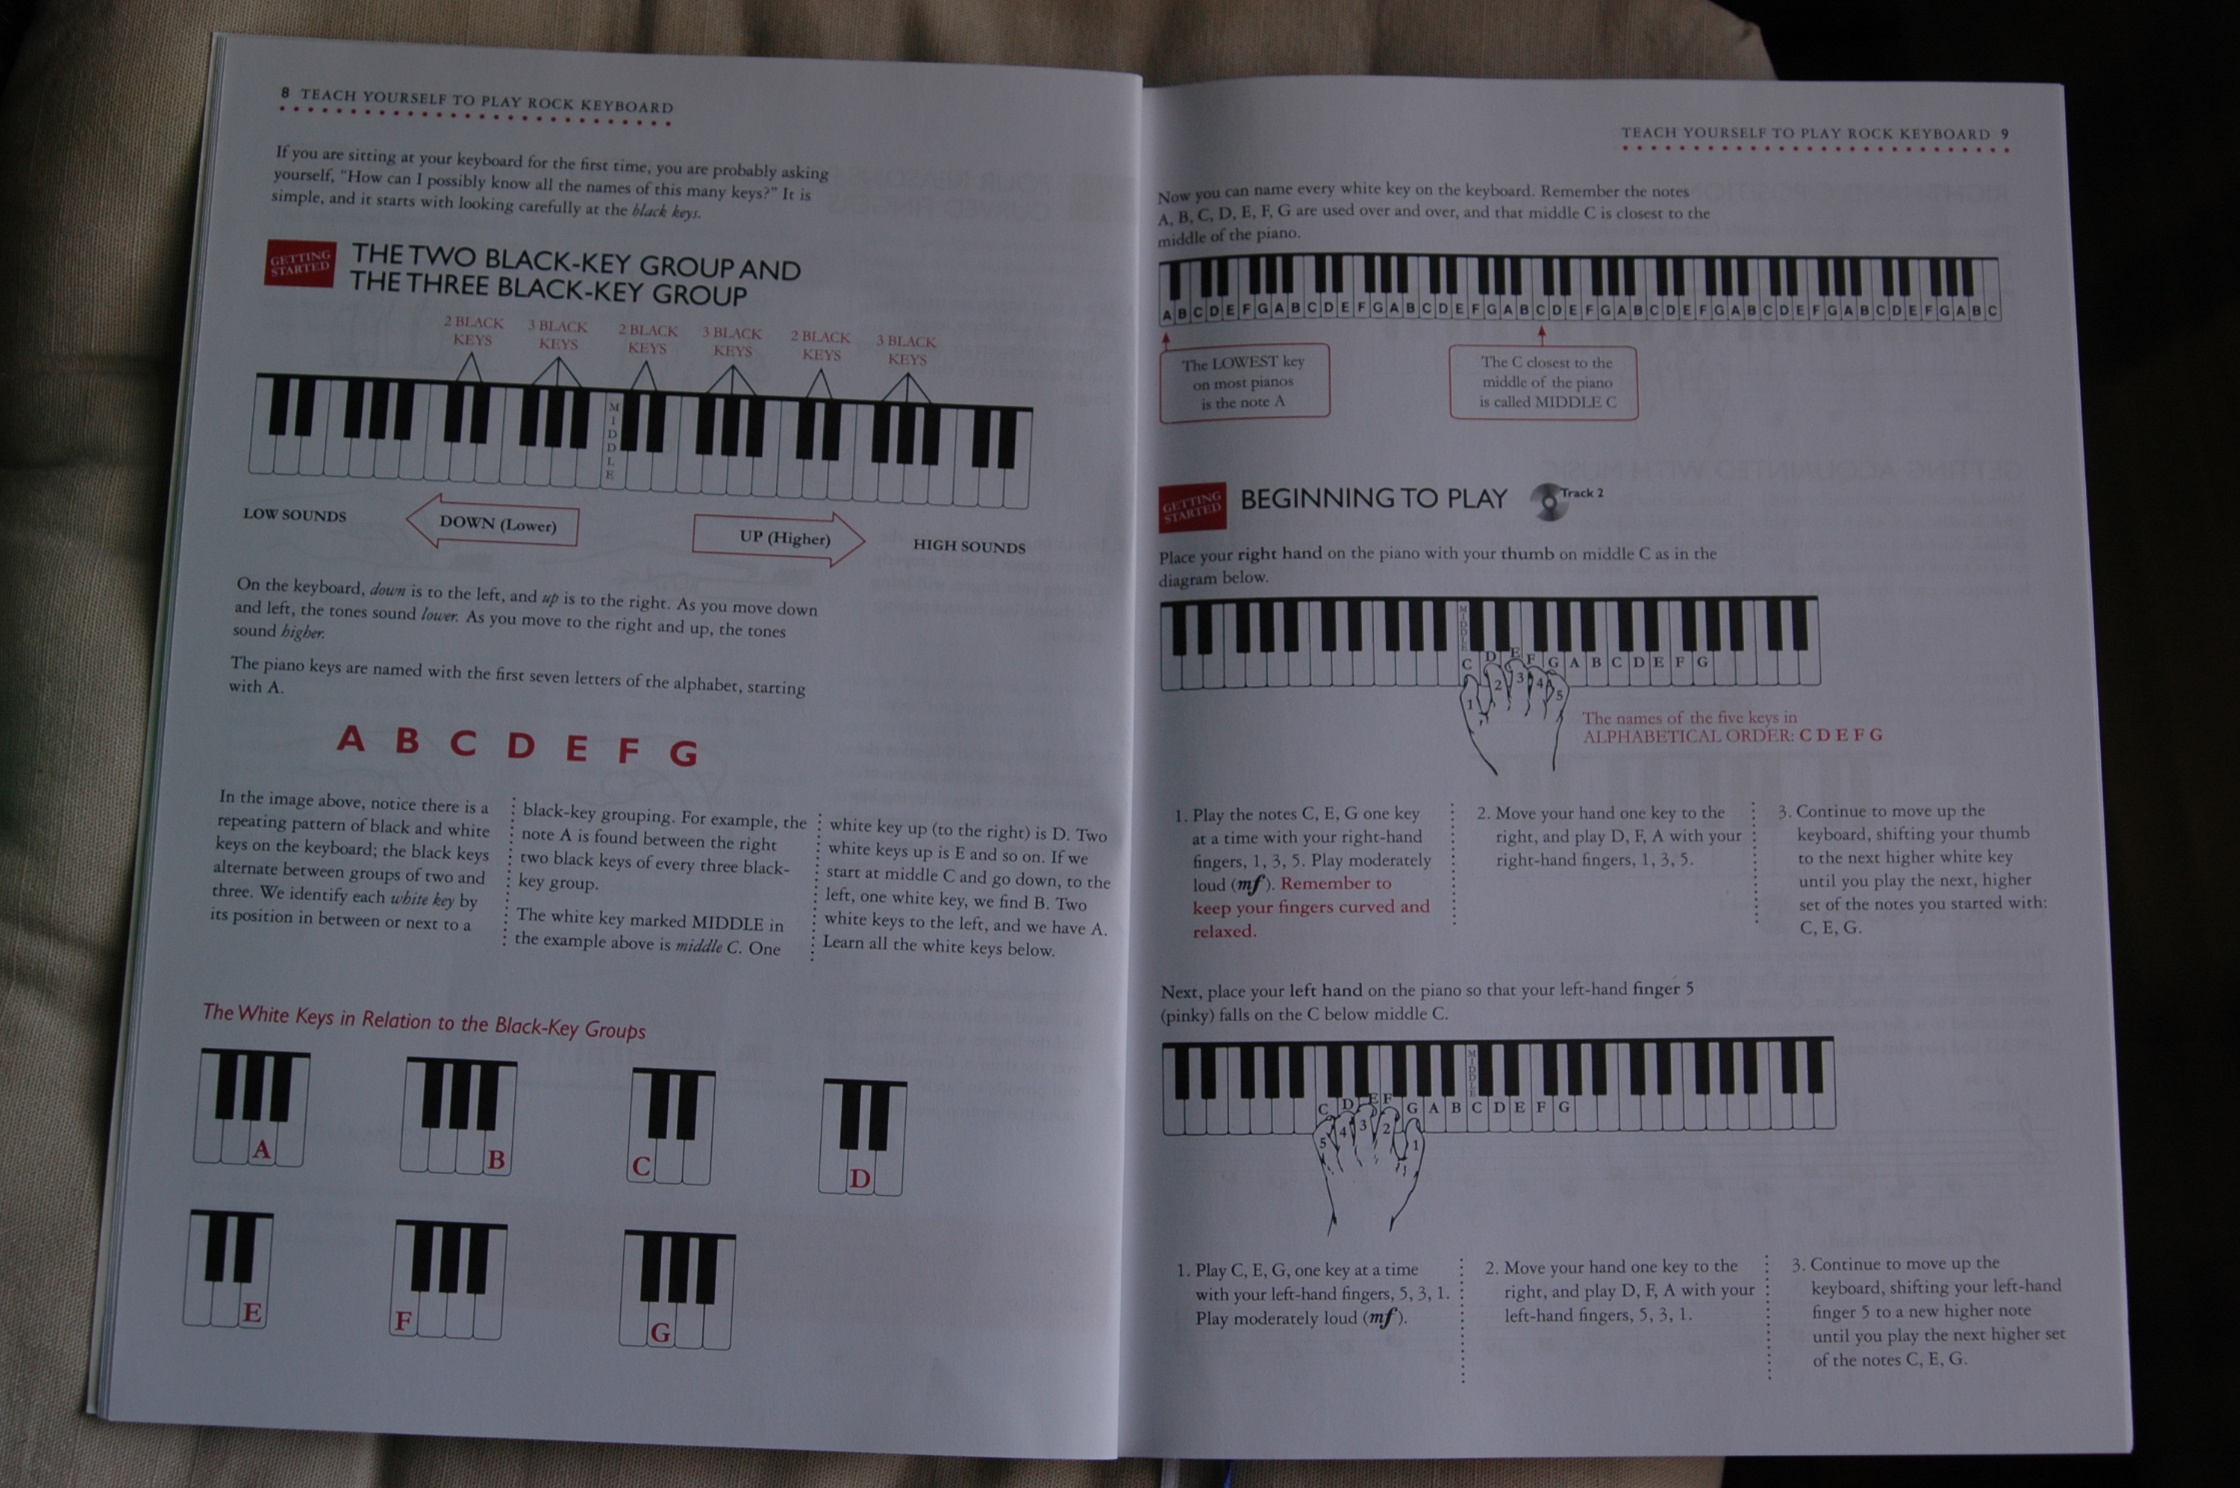 8 TEACH YOURSELF TO PLAY ROCK KEYBOARD
If you are sitting at your keyboard for the first time, you are probably asking
yourself, "How can I possibly know all the names of this many keys?" It is
simple, and it starts with looking carefully at the black keys.
GETTING
STARTED
THE TWO BLACK-KEY GROUP AND
THE THREE BLACK-KEY GROUP
2 BLACK
KEYS
3 BLACK
KEYS
2 BLACK
KEYS
3 BLACK
KEYS
2 BLACK
KEYS
3 BLACK
KEYS
MIDDLE
LOW SOUNDS
DOWN (Lower)
UP (Higher)
HIGH SOUNDS
On the keyboard, down is to the left, and up is to the right. As you move down
and left, the tones sound lower. As you move to the right and up, the tones
sound higher.
The piano keys are named with the first seven letters of the alphabet, starting
with A.
A B C D E F G
In the image above, notice there is a
repeating pattern of black and white
keys on the keyboard; the black keys
alternate between groups of two and
three. We identify each white key by
its position in between or next to a
black-key grouping. For example, the
note A is found between the right
two black keys of every three black-
key group.
The white key marked MIDDLE in
the example above is middle C. One
white key up (to the right) is D. Two
white keys up is E and so on. If we
start at middle C and go down, to the
left, one white key, we find B. Two
white keys to the left, and we have A.
Learn all the white keys below.
The White Keys in Relation to the Black-Key Groups
A
B
C
D
E
F
G
TEACH YOURSELF TO PLAY ROCK KEYBOARD 9
Now you can name every white key on the keyboard. Remember the notes
A, B, C, D, E, F, G are used over and over, and that middle C is closest to the
middle of the piano.
A B C D E F G A B C D E F G A B C D E F G A B C D E F G A B C D E F G A B C D E F G A B C D E F G A B C
The LOWEST key
on most pianos
is the note A
The C closest to the
middle of the piano
is called MIDDLE C
GETTING
STARTED
BEGINNING TO PLAY
Track 2
Place your right hand on the piano with your thumb on middle C as in the
diagram below.
MIDDLE
C D E F G A B C D E F G
1 2 3 4 5
The names of the five keys in
ALPHABETICAL ORDER: C D E F G
1. Play the notes C, E, G one key
at a time with your right-hand
fingers, 1, 3, 5. Play moderately
loud (mf). Remember to
keep your fingers curved and
relaxed.
2. Move your hand one key to the
right, and play D, F, A with your
right-hand fingers, 1, 3, 5.
3. Continue to move up the
keyboard, shifting your thumb
to the next higher white key
until you play the next, higher
set of the notes you started with:
C, E, G.
Next, place your left hand on the piano so that your left-hand finger 5
(pinky) falls on the C below middle C.
MIDDLE
C D E F G A B C D E F G
5 4 3 2 1
1. Play C, E, G, one key at a time
with your left-hand fingers, 5, 3, 1.
Play moderately loud (mf).
2. Move your hand one key to the
right, and play D, F, A with your
left-hand fingers, 5, 3, 1.
3. Continue to move up the
keyboard, shifting your left-hand
finger 5 to a new higher note
until you play the next higher set
of the notes C, E, G.